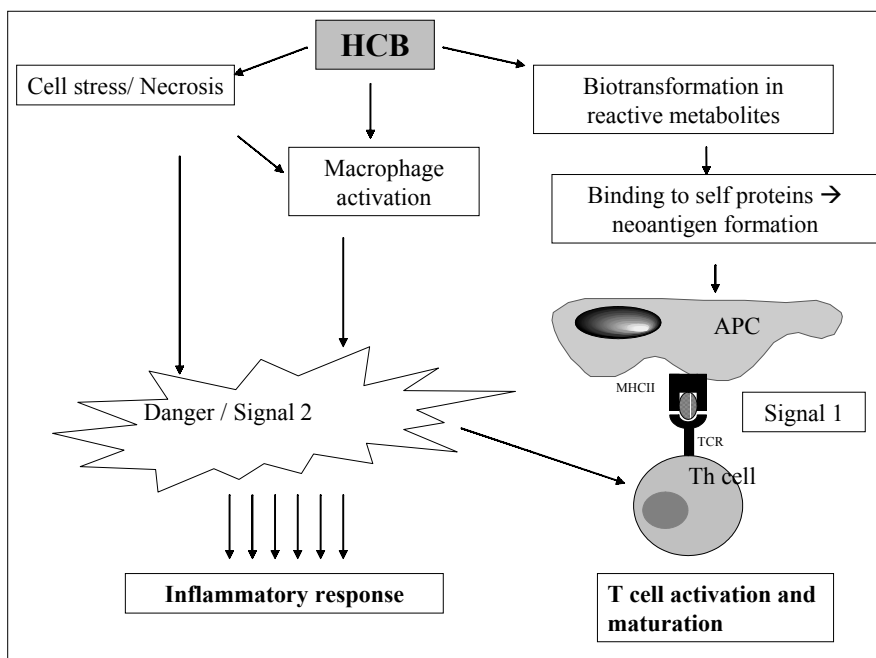 HCB
Cell stress/ Necrosis
Biotransformation in
reactive metabolites
Macrophage
activation
Binding to self proteins →
neoantigen formation
APC
MHCII
Signal 1
TCR
Danger / Signal 2
Th cell
Inflammatory response
T cell activation and
maturation